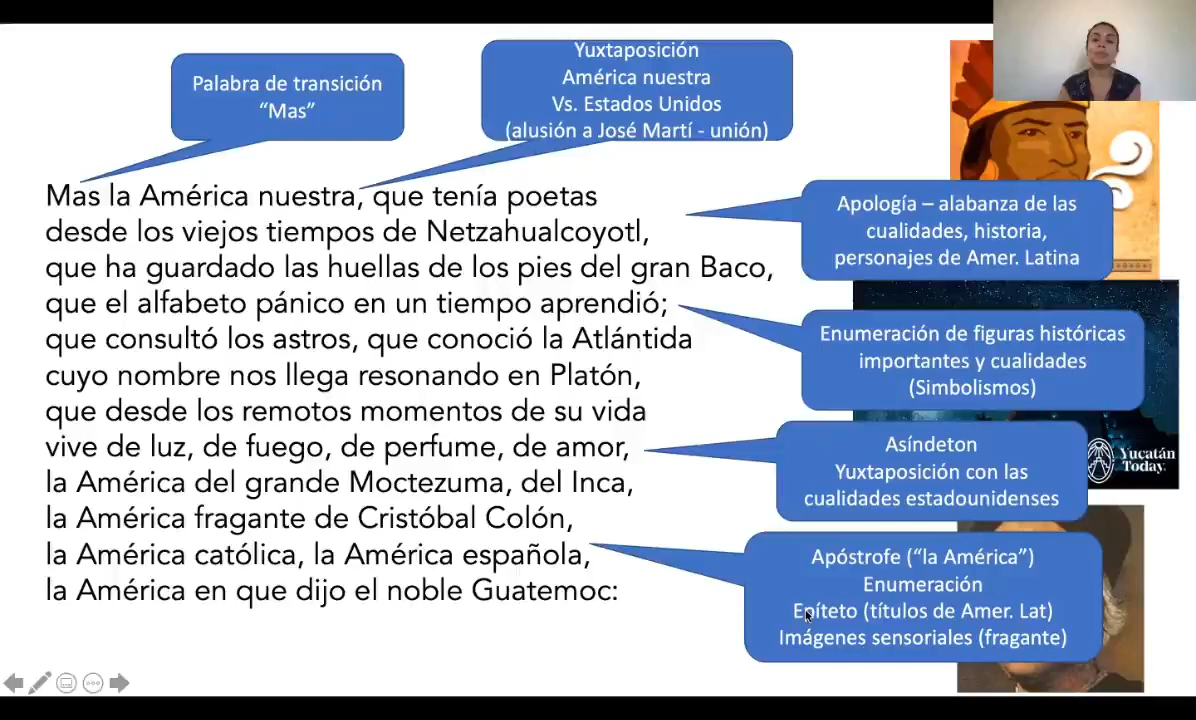 Palabra de transición
“Mas”
Yuxtaposición
América nuestra
Vs. Estados Unidos
(alusión a José Martí - unión)
Mas la América nuestra, que tenía poetas
desde los viejos tiempos de Netzahualcoyotl,
que ha guardado las huellas de los pies del gran Baco,
que el alfabeto pánico en un tiempo aprendió;
que consultó los astros, que conoció la Atlántida
cuyo nombre nos llega resonando en Platón,
que desde los remotos momentos de su vida
vive de luz, de fuego, de perfume, de amor,
la América del grande Moctezuma, del Inca,
la América fragante de Cristóbal Colón,
la América católica, la América española,
la América en que dijo el noble Guatemoc:
Apología – alabanza de las
cualidades, historia,
personajes de Amer. Latina
Enumeración de figuras históricas
importantes y cualidades
(Simbolismos)
Asíndeton
Yuxtaposición con las
cualidades estadounidenses
Yucatán
Today.
Apóstrofe (“la América”)
Enumeración
Epíteto (títulos de Amer. Lat)
Imágenes sensoriales (fragante)